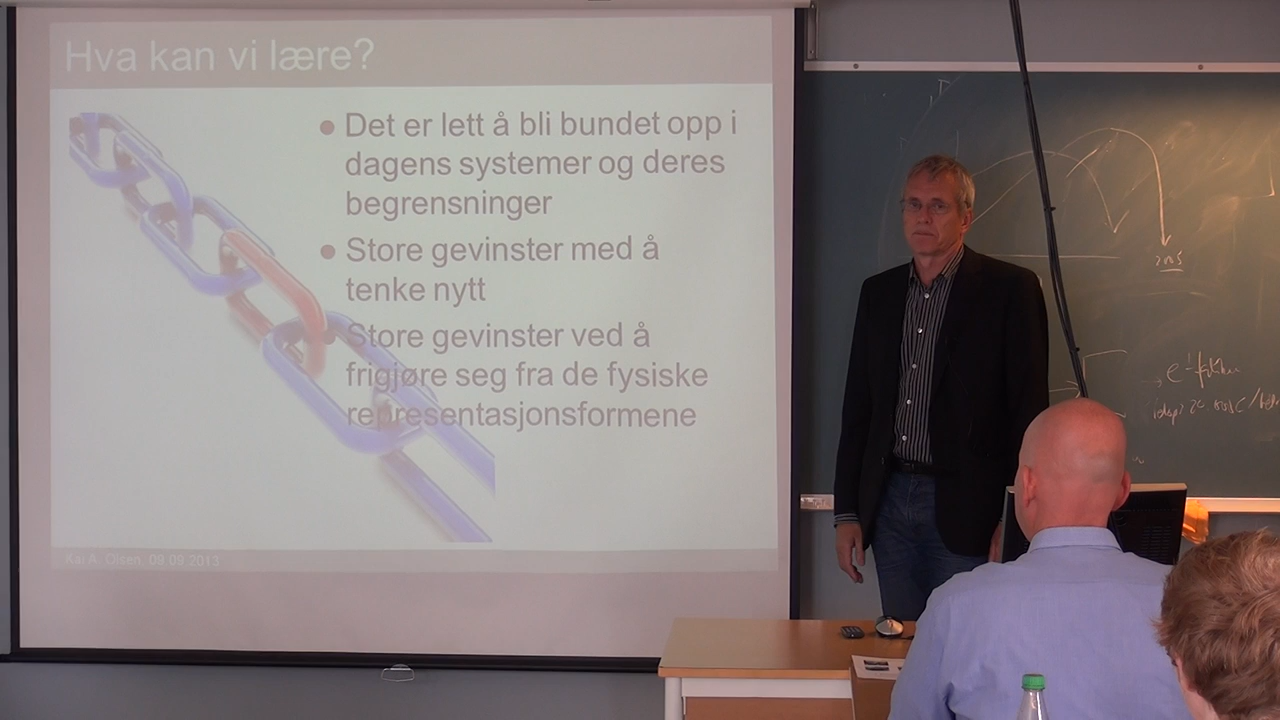 Hva kan vi lære?
• Det er lett å bli bundet opp i
dagens systemer og deres
begrensninger
• Store gevinster med å
tenke nytt
• Store gevinster ved å
frigjøre seg fra de fysiske
representasjonsformene
Kai A. Olsen, 09.09.2013